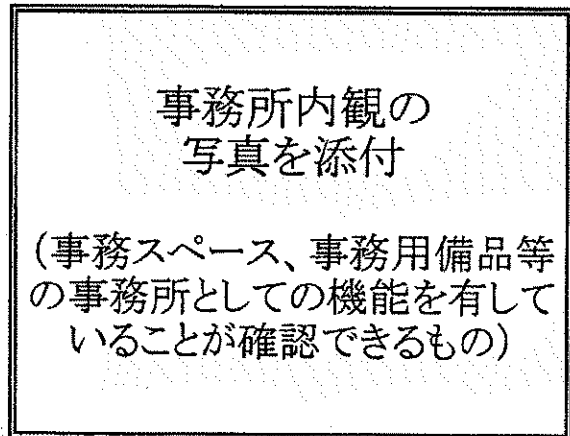 事務所内観の
写真を添付
(事務スペース、事務用備品等
の事務所としての機能を有して
いることが確認できるもの)